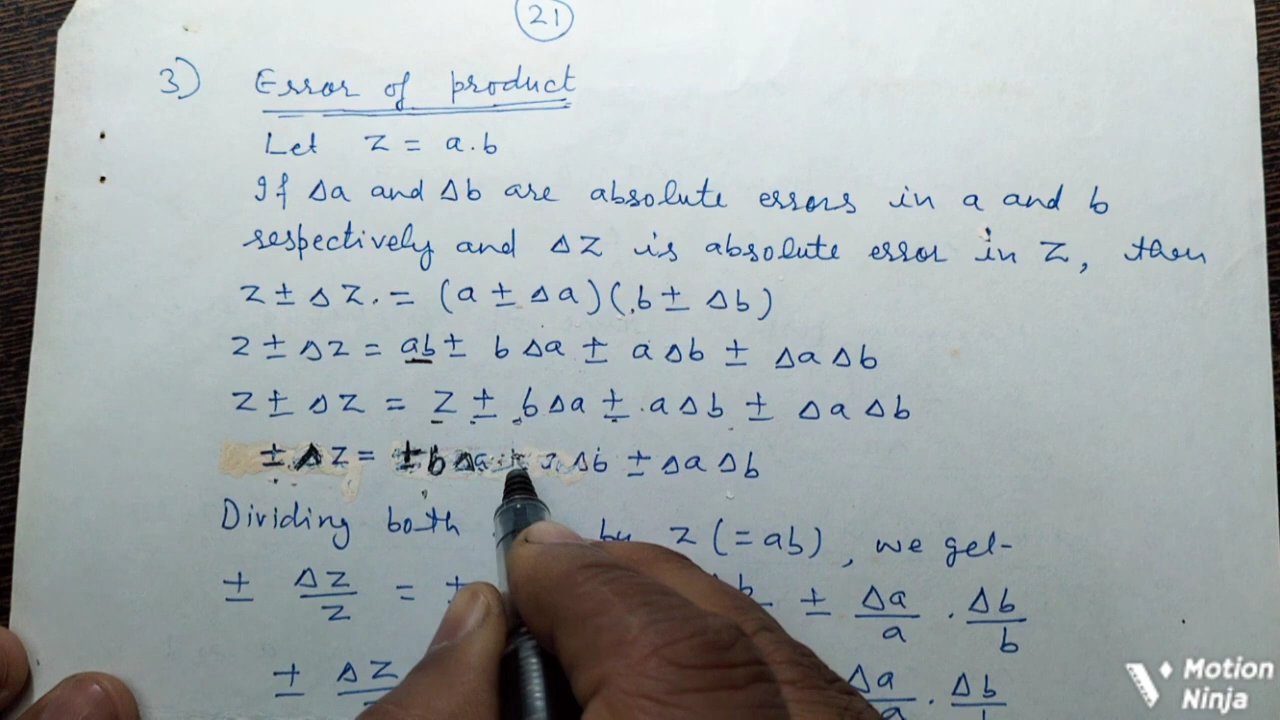 21
3) Error of product
Let Z = a.b
If Δa and Δb are absolute errors in a and b
respectively and ΔZ is absolute error in Z, then
Z ± ΔZ = (a ± Δa)(b ± Δb)
Z ± ΔZ = ab ± bΔa ± aΔb ± ΔaΔb
Z ± ΔZ = Z ± bΔa ± aΔb ± ΔaΔb
± ΔZ = ± bΔa ± aΔb ± ΔaΔb
Dividing both by Z (=ab), we get
± ΔZ/Z = ± Δb ± Δa/a . Δb/b
± ΔZ Δa/a . Δb
Motion
Ninja